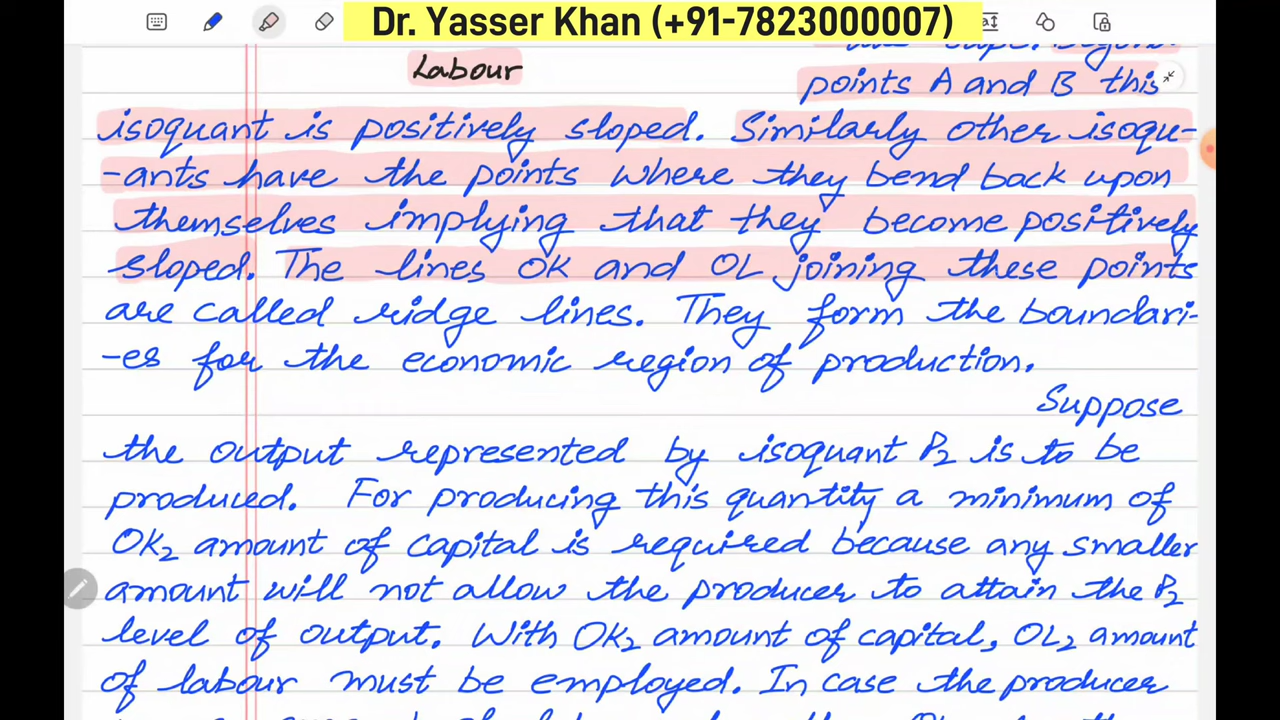 Dr. Yasser Khan (+91-7823000007)
Labour
points A and B this
isoquant is positively sloped. Similarly other isoqu-
-ants have the points where they bend back upon
themselves implying that they become positively
sloped. The lines OK and OL joining these points
are called ridge lines. They form the boundari-
-es for the economic region of production.
Suppose
the output represented by isoquant P2 is to be
produced. For producing this quantity a minimum of
OK2 amount of capital is required because any smaller
amount will not allow the producer to attain the P2
level of output. With OK2 amount of capital, OL2 amount
of labour must be employed. In case the producer